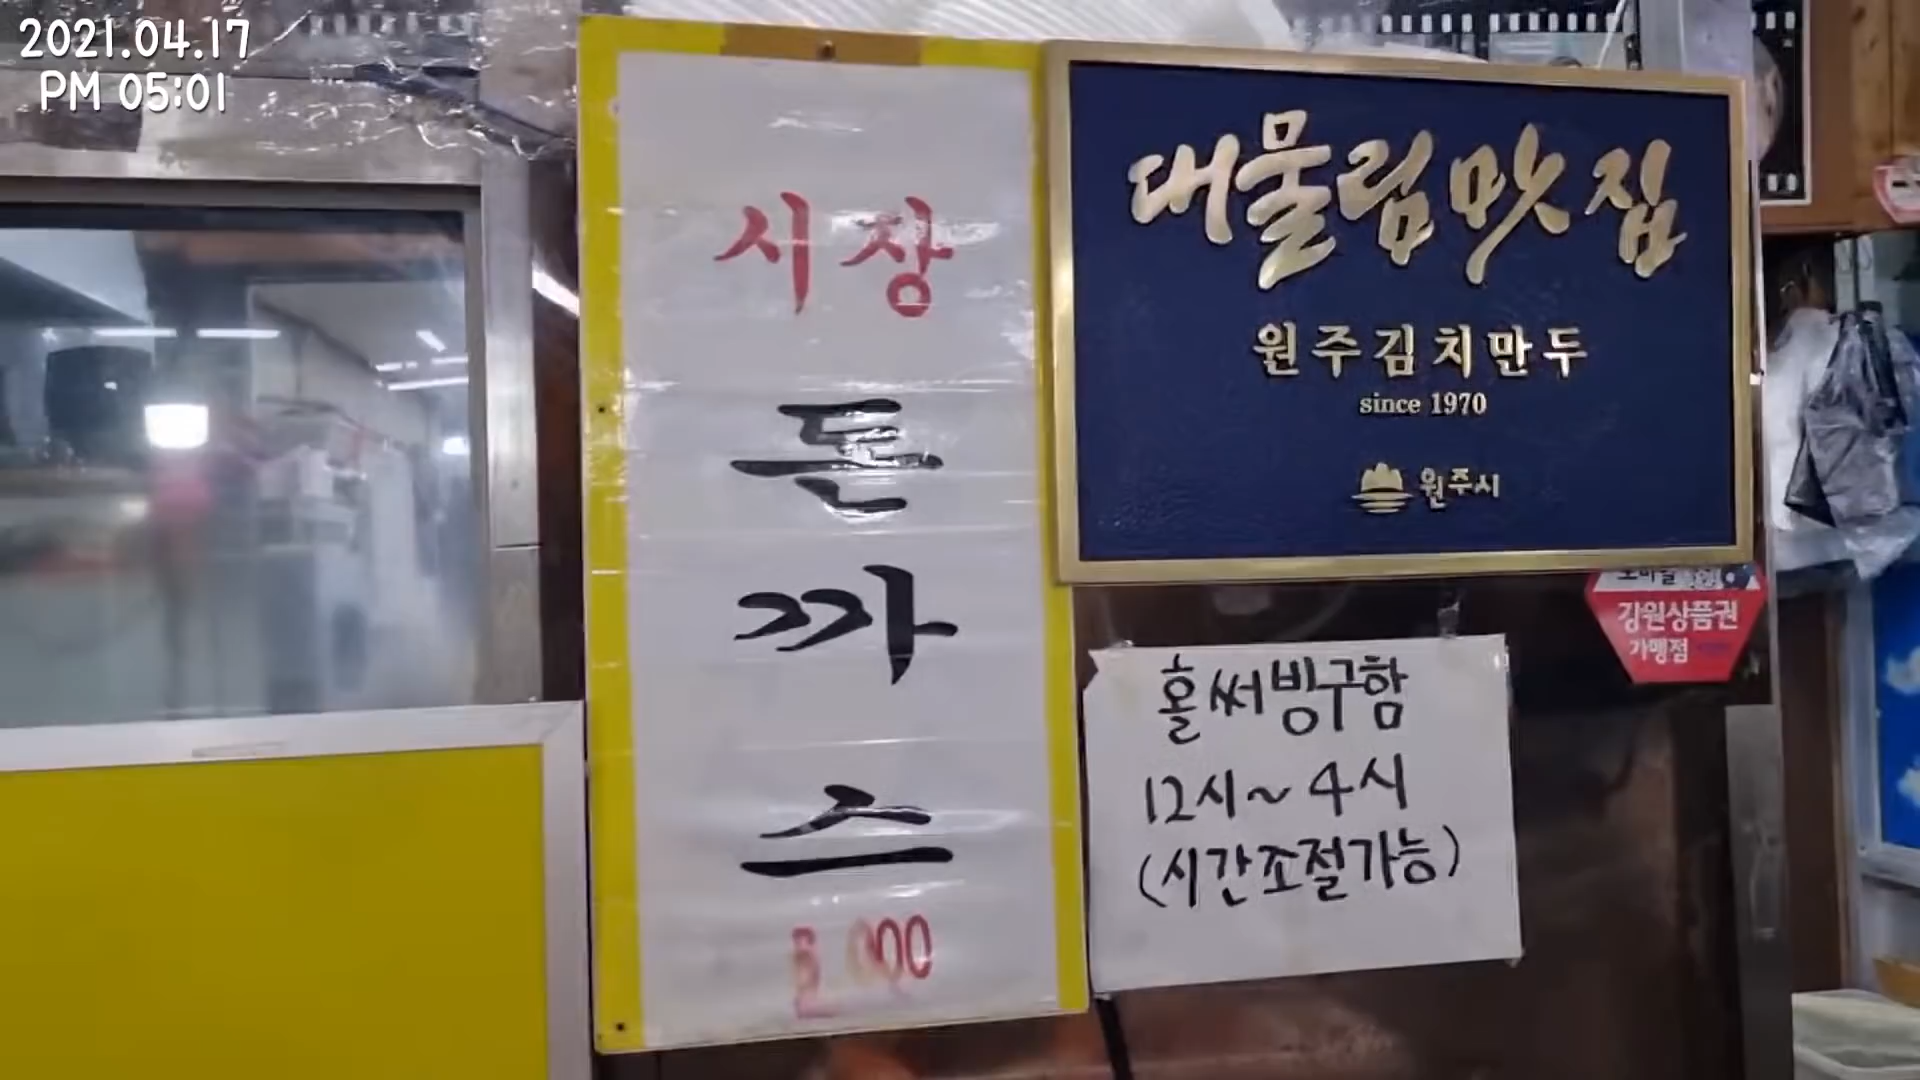 2021.04.17
PM 05:01
시장
돈
까
스
000
대물림맛집
원주김치만두
since 1970
원주시
강원상품권
가맹점
홀써빙구함
12시~4시
(시간조절가능)